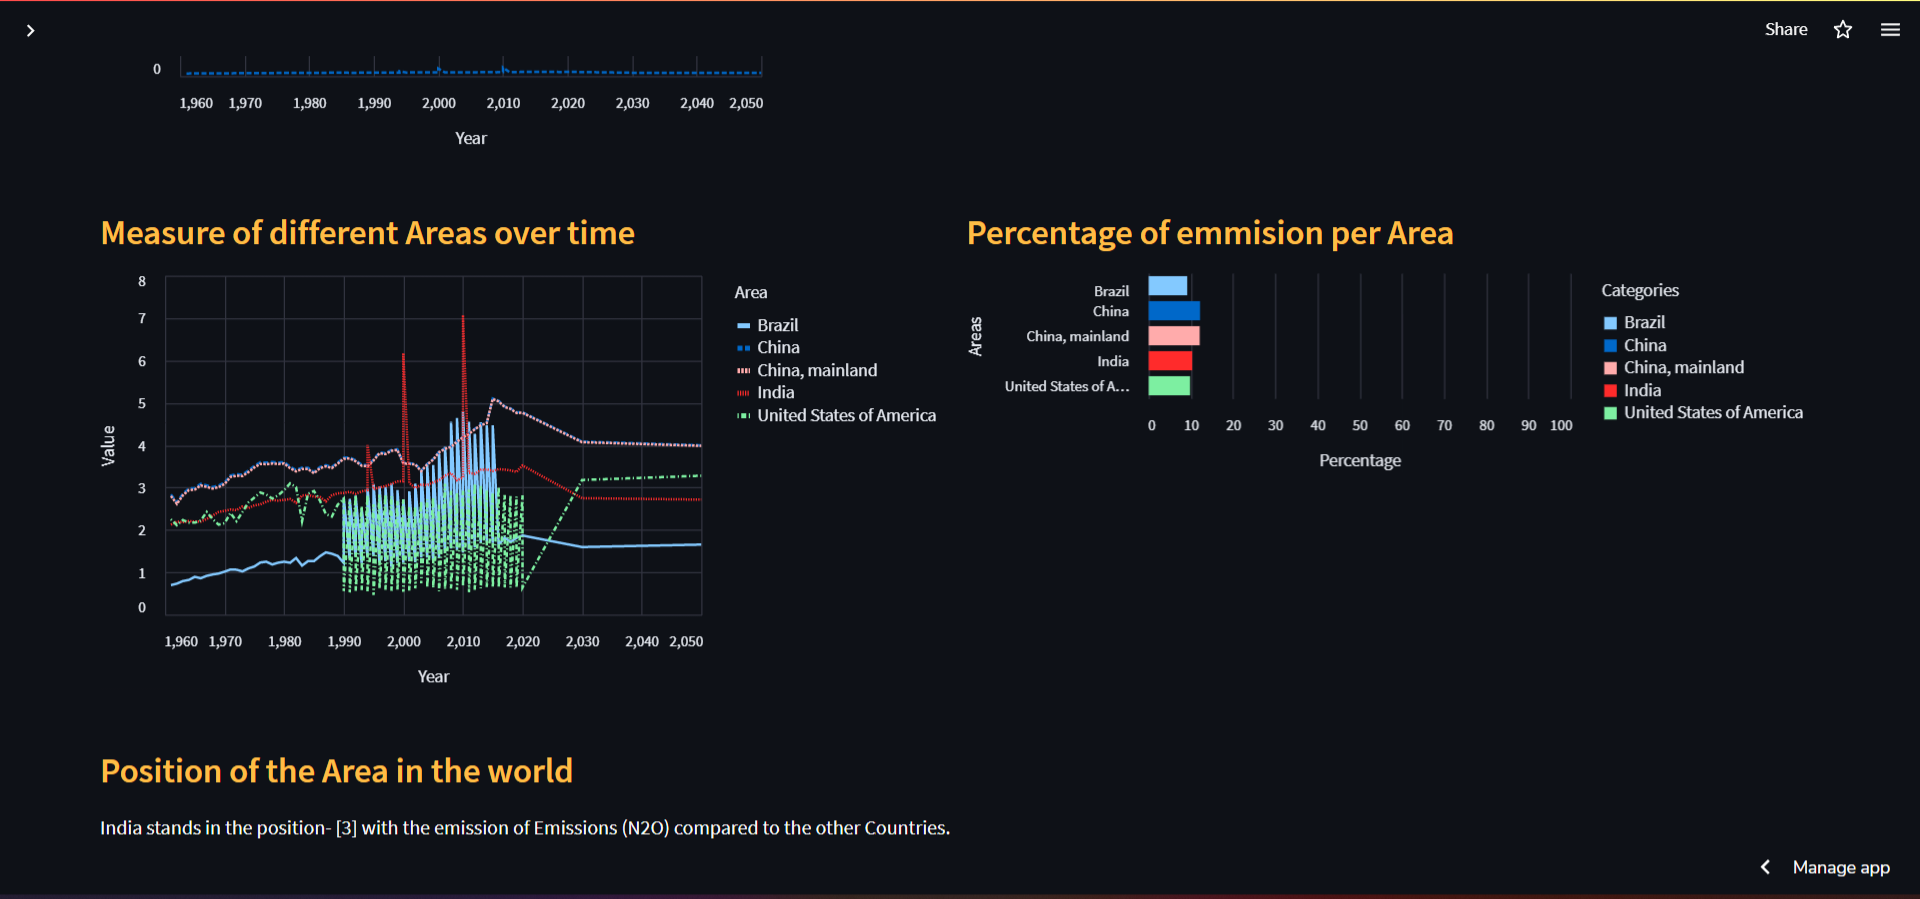 Share
0
1,960 1,970 1,980 1,990 2,000 2,010 2,020 2,030 2,040 2,050
Year
Measure of different Areas over time
8
7
6
5
4
3
2
1
0
Value
1,960 1,970 1,980 1,990 2,000 2,010 2,020 2,030 2,040 2,050
Year
Area
Brazil
China
China, mainland
India
United States of America
Percentage of emmision per Area
Areas
Brazil
China
China, mainland
India
United States of A...
0 10 20 30 40 50 60 70 80 90 100
Percentage
Categories
Brazil
China
China, mainland
India
United States of America
Position of the Area in the world
India stands in the position- [3] with the emission of Emissions (N2O) compared to the other Countries.
Manage app